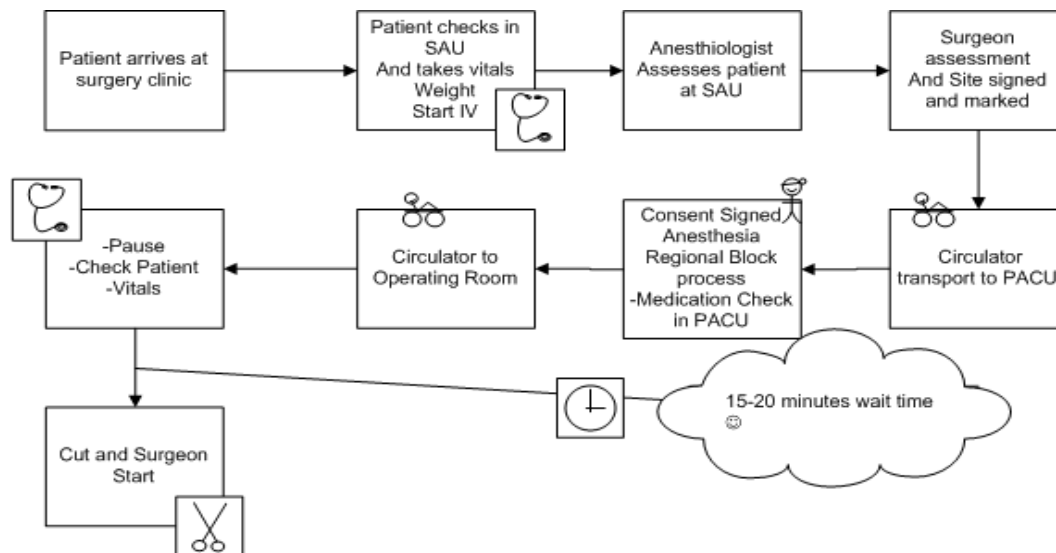 Patient arrives at
surgery clinic
Patient checks in
SAU
And takes vitals
Weight
Start IV
Anesthiologist
Assesses patient
at SAU
Surgeon
assessment
And Site signed
and marked
Circulator
transport to PACU
Consent Signed
Anesthesia
Regional Block
process
-Medication Check
in PACU
Circulator to
Operating Room
-Pause
-Check Patient
-Vitals
15-20 minutes wait time
☺
Cut and Surgeon
Start